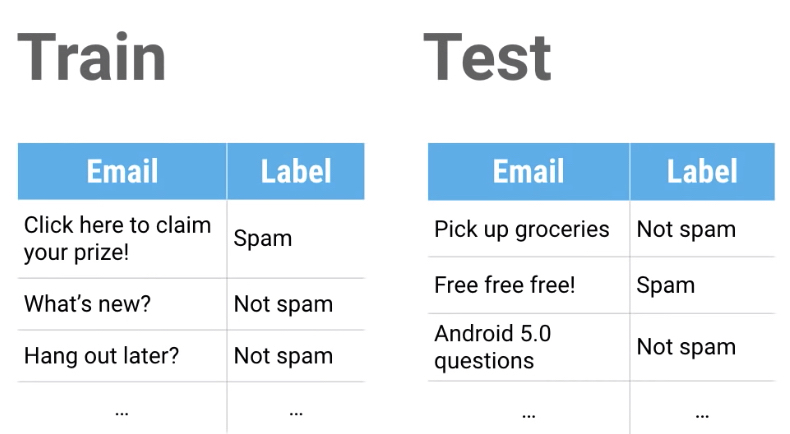 Train
Email Label
Click here to claim
your prize! Spam
What’s new? Not spam
Hang out later? Not spam
... ...
Test
Email Label
Pick up groceries Not spam
Free free free! Spam
Android 5.0
questions Not spam
... ...